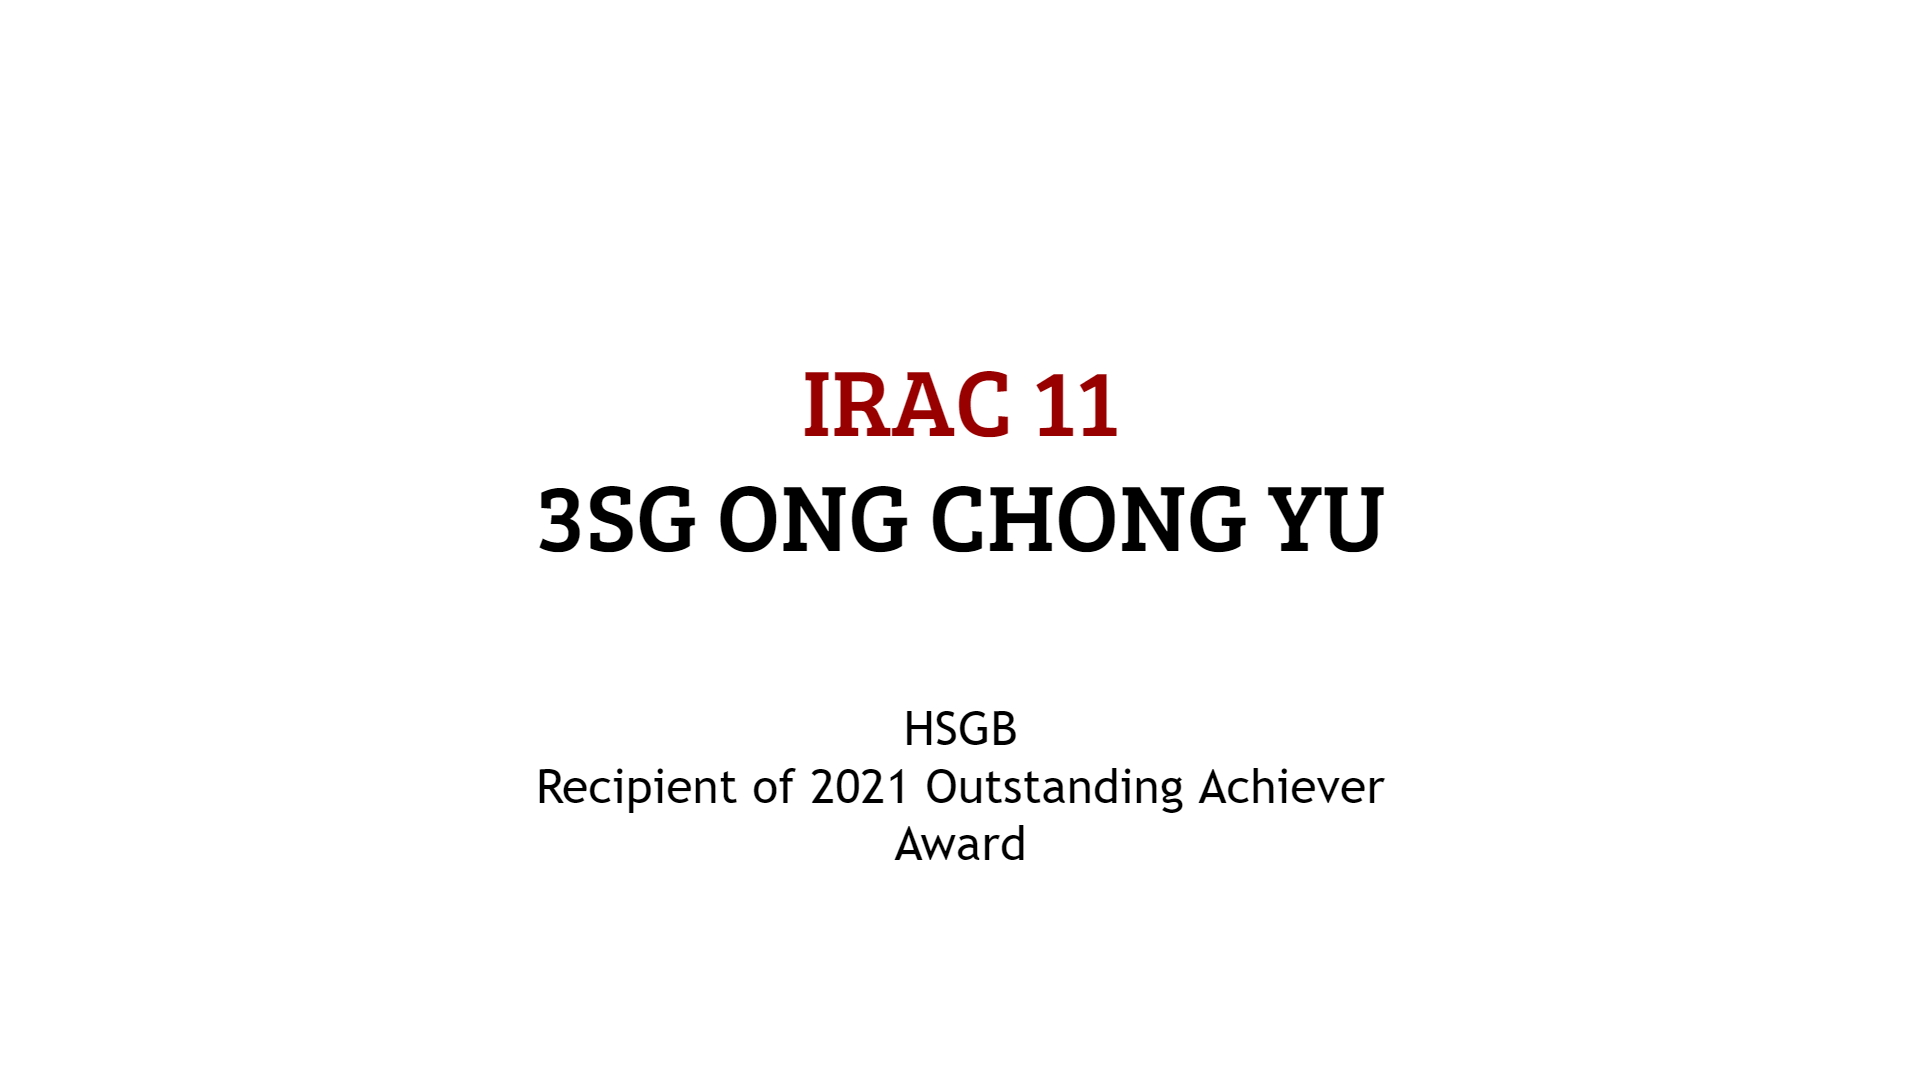 IRAC 11
3SG ONG CHONG YU
HSGB
Recipient of 2021 Outstanding Achiever
Award